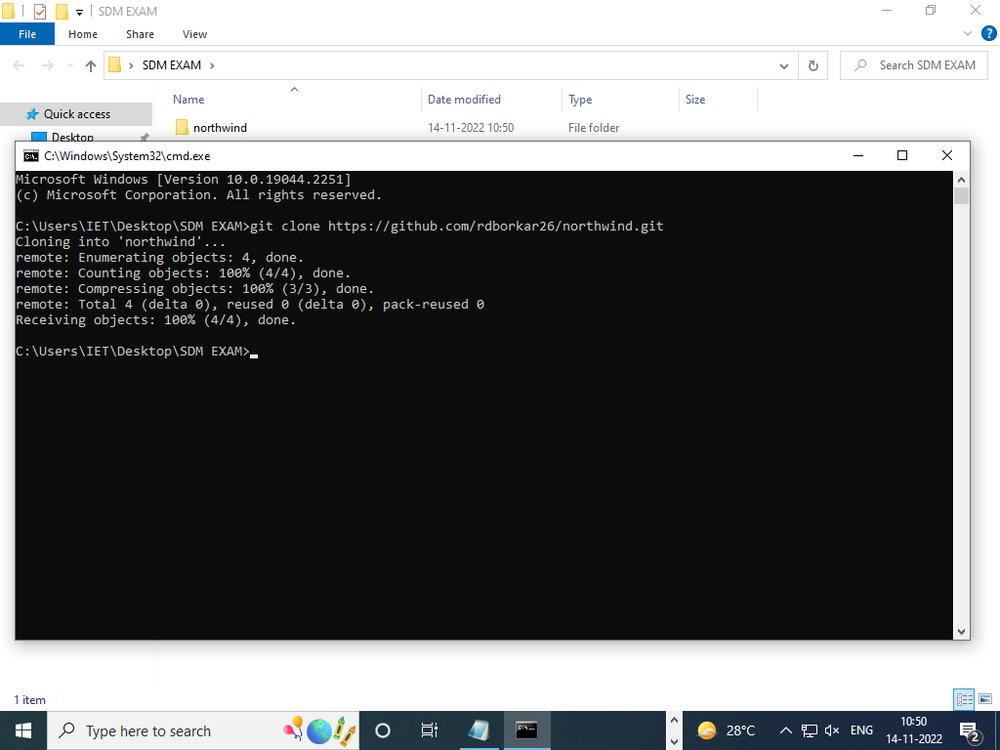 SDM EXAM
File Home Share View
SDM EXAM
Search SDM EXAM
Name Date modified Type Size
Quick access
Desktop
northwind 14-11-2022 10:50 File folder
C:\Windows\System32\cmd.exe
Microsoft Windows [Version 10.0.19044.2251]
(c) Microsoft Corporation. All rights reserved.
C:\Users\IET\Desktop\SDM EXAM>git clone https://github.com/rdborkar26/northwind.git
Cloning into 'northwind'...
remote: Enumerating objects: 4, done.
remote: Counting objects: 100% (4/4), done.
remote: Compressing objects: 100% (3/3), done.
remote: Total 4 (delta 0), reused 0 (delta 0), pack-reused 0
Receiving objects: 100% (4/4), done.
C:\Users\IET\Desktop\SDM EXAM>
1 item
Type here to search
28°C
ENG
10:50
14-11-2022
2